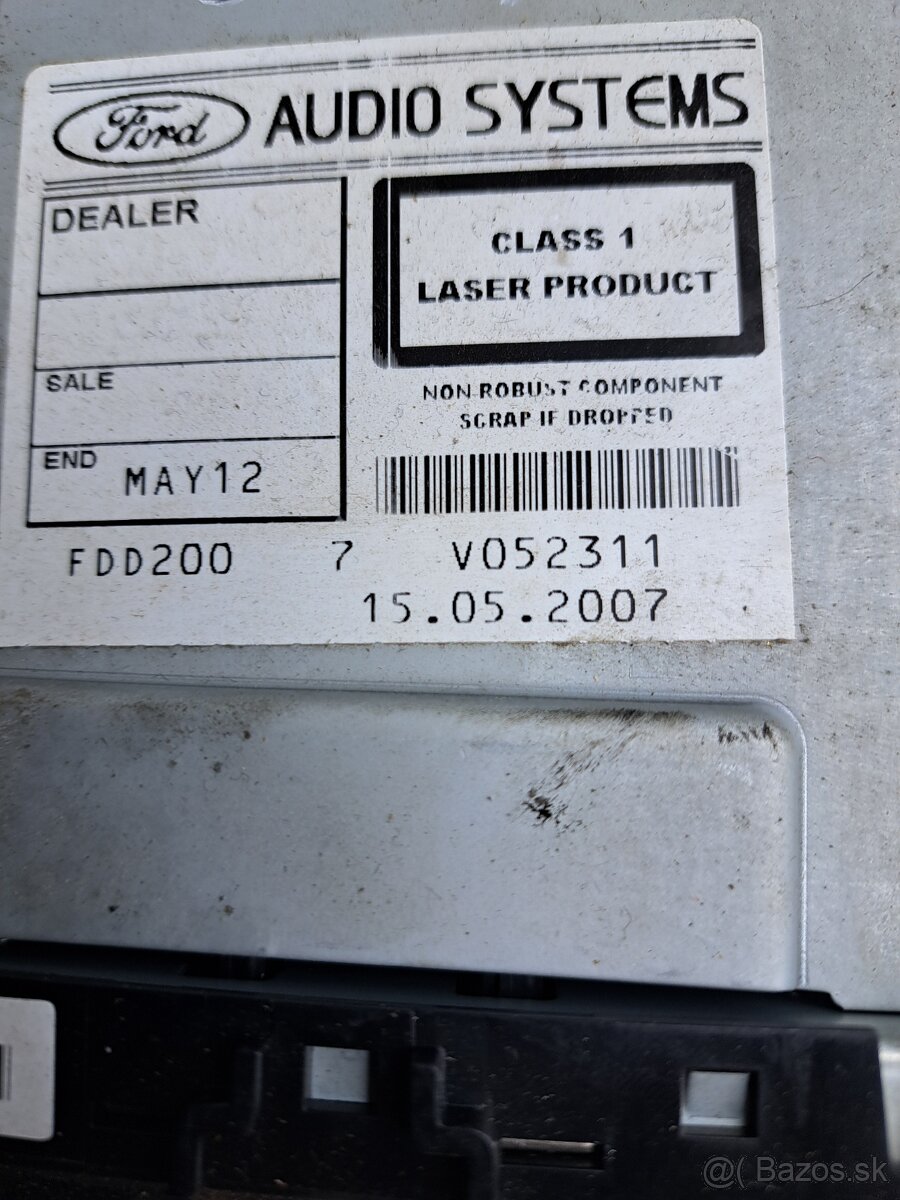 Ford AUDIO SYSTEMS
DEALER
CLASS 1
LASER PRODUCT
SALE
NON ROBUST COMPONENT
SCRAP IF DROPPED
END MAY12
FDD200 7 V052311
15.05.2007
@( Bazos.sk